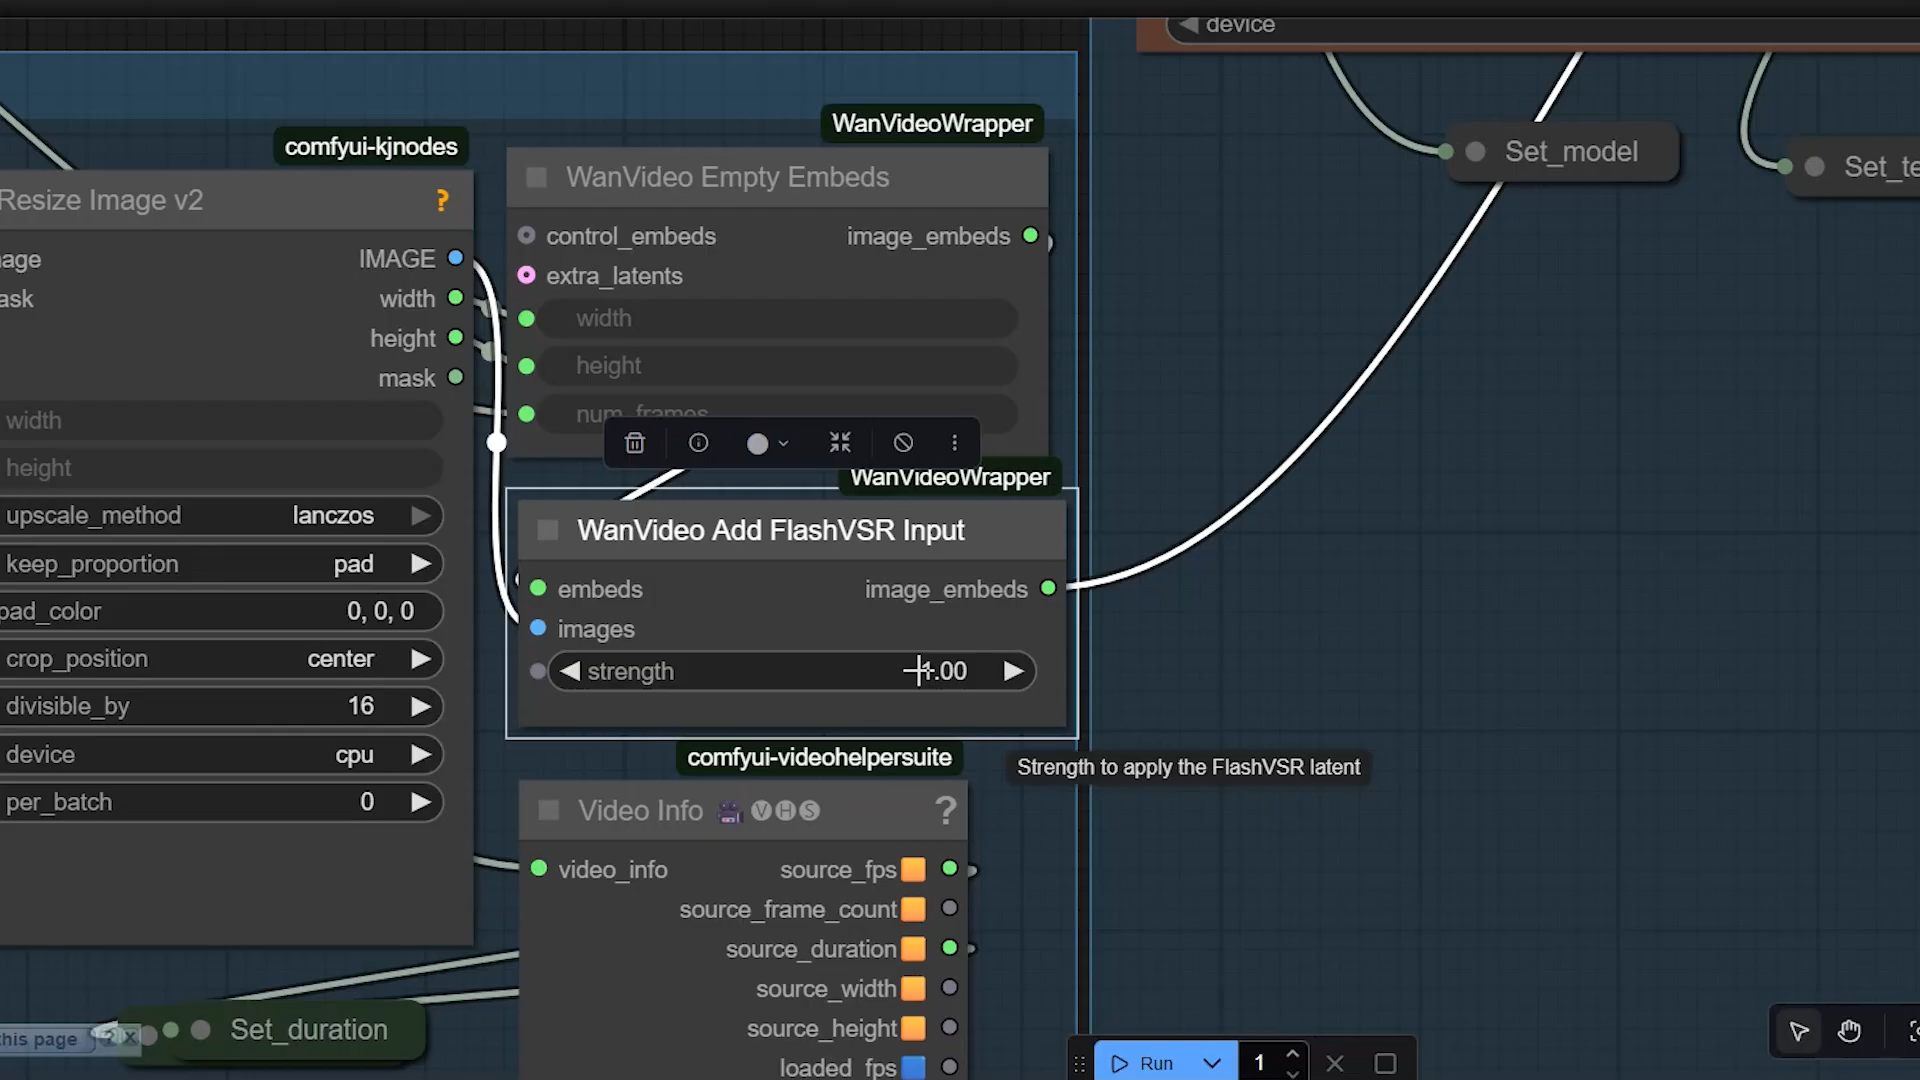 device
WanVideoWrapper
comfyui-kjnodes
Set_model
Set_te
WanVideo Empty Embeds
Resize Image v2
?
control_embeds image_embeds
age IMAGE
extra_latents
ask width
width
height
height
mask
num_frames
width
height
WanVideoWrapper
upscale_method lanczos
WanVideo Add FlashVSR Input
keep_proportion pad
embeds image_embeds
pad_color 0, 0, 0
images
crop_position center
strength 1.00
divisible_by 16
device cpu
comfyui-videohelpersuite
Strength to apply the FlashVSR latent
per_batch 0
Video Info VHS ?
video_info source_fps
source_frame_count
source_duration
source_width
Set_duration
source_height
this page
loaded_fps
Run 1